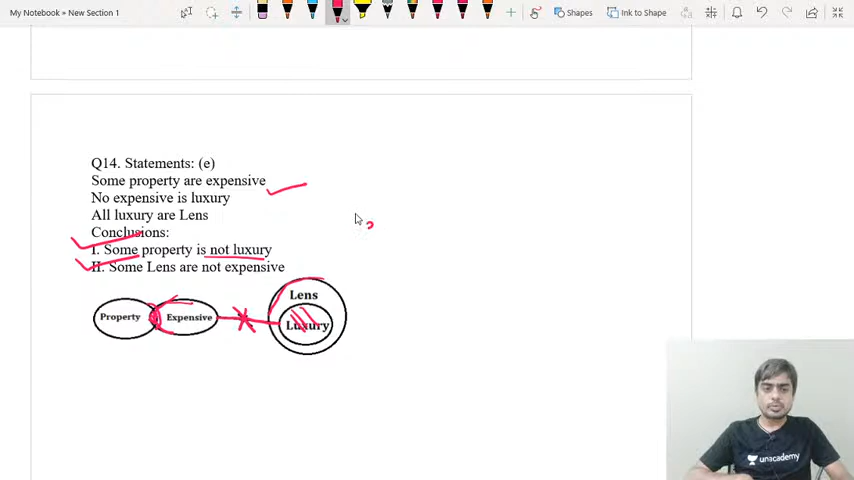 My Notebook » New Section 1
Shapes
Ink to Shape
Q14. Statements: (e)
Some property are expensive
No expensive is luxury
All luxury are Lens
Conclusions:
I. Some property is not luxury
II. Some Lens are not expensive
Property
Expensive
Lens
Luxury
unacademy